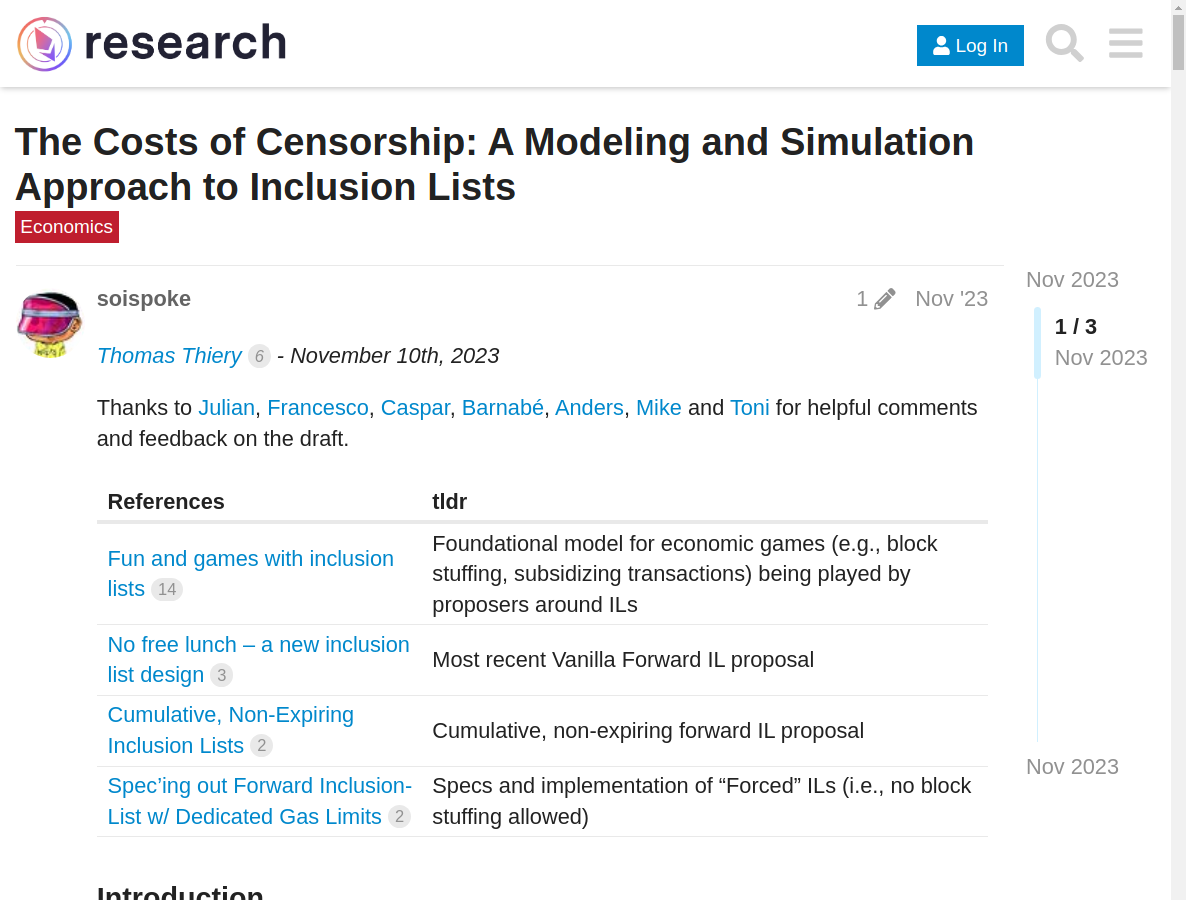 research
Log In
The Costs of Censorship: A Modeling and Simulation
Approach to Inclusion Lists
Economics
soispoke
1
Nov '23
Nov 2023
1 / 3
Nov 2023
Thomas Thiery 6 - November 10th, 2023
Thanks to Julian, Francesco, Caspar, Barnabé, Anders, Mike and Toni for helpful comments
and feedback on the draft.
References
tldr
Fun and games with inclusion
lists 14
Foundational model for economic games (e.g., block
stuffing, subsidizing transactions) being played by
proposers around ILs
No free lunch – a new inclusion
list design 3
Most recent Vanilla Forward IL proposal
Cumulative, Non-Expiring
Inclusion Lists 2
Cumulative, non-expiring forward IL proposal
Spec’ing out Forward Inclusion-
List w/ Dedicated Gas Limits 2
Specs and implementation of “Forced” ILs (i.e., no block
stuffing allowed)
Nov 2023
Introduction